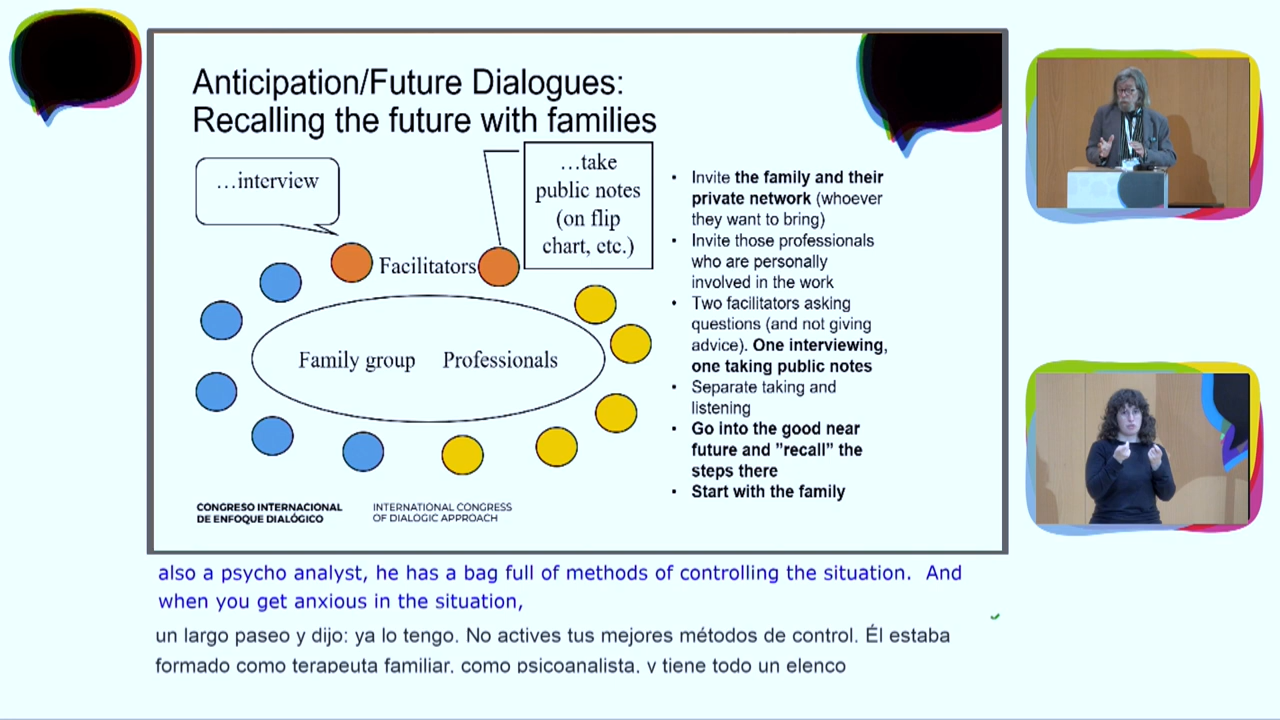 Anticipation/Future Dialogues:
Recalling the future with families
…interview
…take
public notes
(on flip
chart, etc.)
Facilitators
Family group
Professionals
• Invite the family and their
private network (whoever
they want to bring)
• Invite those professionals
who are personally
involved in the work
• Two facilitators asking
questions (and not giving
advice). One interviewing,
one taking public notes
• Separate taking and
listening
• Go into the good near
future and ”recall” the
steps there
• Start with the family
CONGRESO INTERNACIONAL
DE ENFOQUE DIALÓGICO
INTERNATIONAL CONGRESS
OF DIALOGIC APPROACH
also a psycho analyst, he has a bag full of methods of controlling the situation. And
when you get anxious in the situation,
un largo paseo y dijo: ya lo tengo. No actives tus mejores métodos de control. Él estaba
formado como terapeuta familiar, como psicoanalista, y tiene todo un elenco